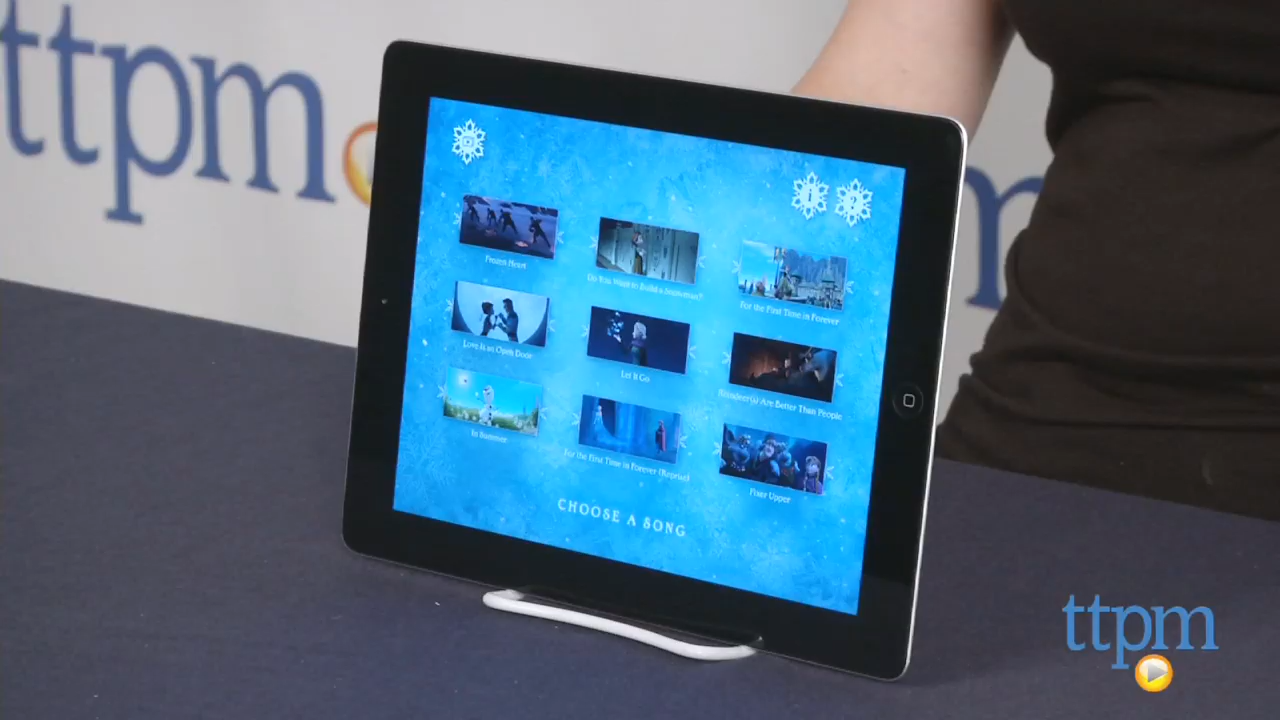 ttpm
Frozen Heart
Do You Want to Build a Snowman?
For the First Time in Forever
Love Is an Open Door
Let It Go
Reindeer(s) Are Better Than People
In Summer
For the First Time in Forever (Reprise)
Fixer Upper
CHOOSE A SONG
ttpm